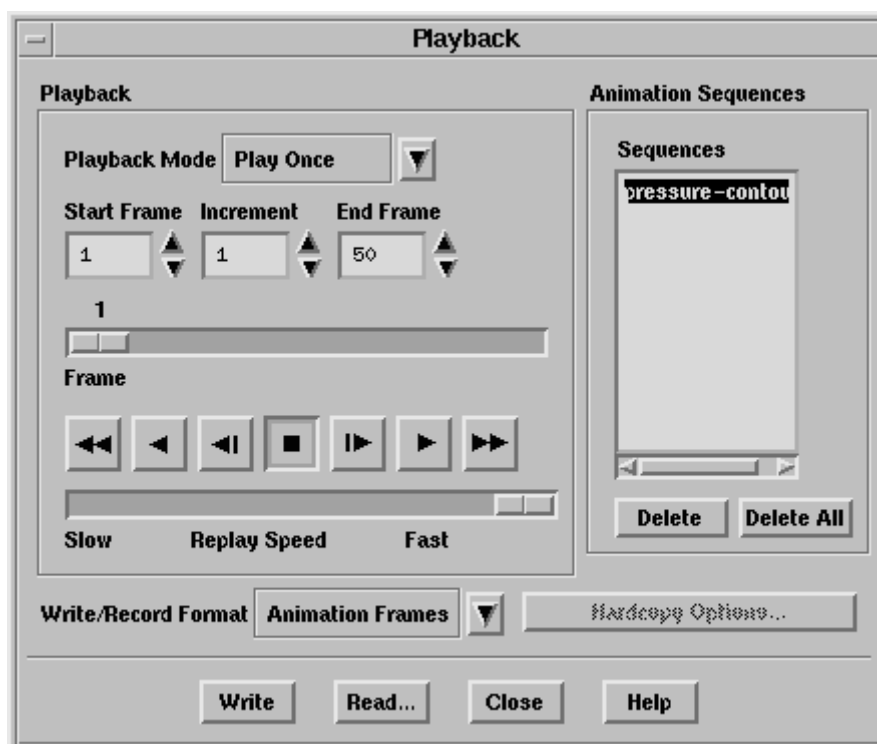 Playback
Playback
Animation Sequences
Playback Mode Play Once
Sequences
pressure-contou
Start Frame Increment End Frame
1 1 50
1
Frame
Slow Replay Speed Fast
Delete Delete All
Write/Record Format Animation Frames Hardcopy Options...
Write Read... Close Help